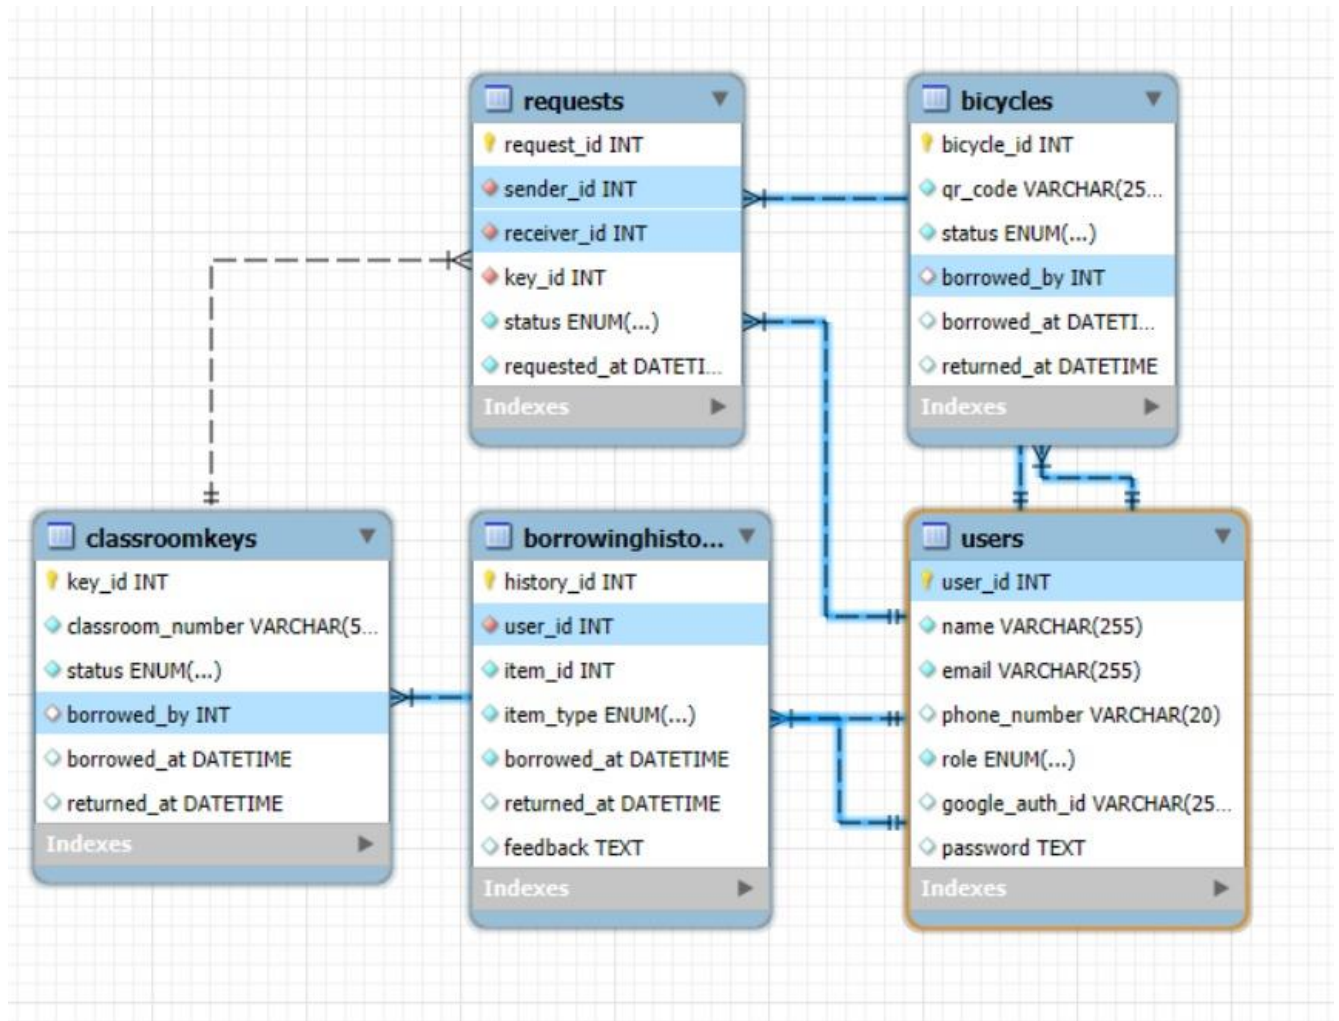 requests
request_id INT
sender_id INT
receiver_id INT
key_id INT
status ENUM(...)
requested_at DATETI...
Indexes
bicycles
bicycle_id INT
qr_code VARCHAR(25...
status ENUM(...)
borrowed_by INT
borrowed_at DATETI...
returned_at DATETIME
Indexes
classroomkeys
key_id INT
classroom_number VARCHAR(5...
status ENUM(...)
borrowed_by INT
borrowed_at DATETIME
returned_at DATETIME
Indexes
borrowinghisto...
history_id INT
user_id INT
item_id INT
item_type ENUM(...)
borrowed_at DATETIME
returned_at DATETIME
feedback TEXT
Indexes
users
user_id INT
name VARCHAR(255)
email VARCHAR(255)
phone_number VARCHAR(20)
role ENUM(...)
google_auth_id VARCHAR(25...
password TEXT
Indexes